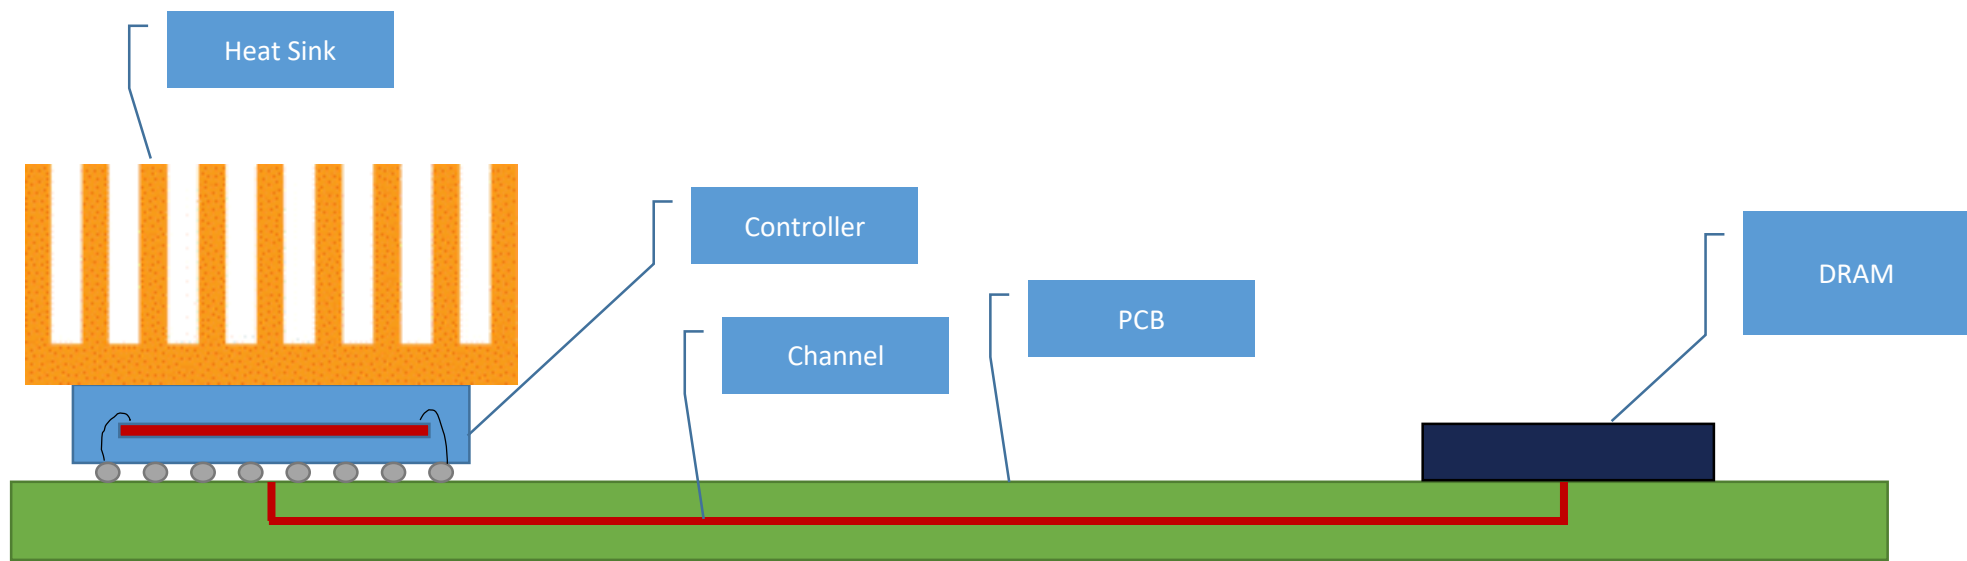 Heat Sink
Controller
DRAM
PCB
Channel